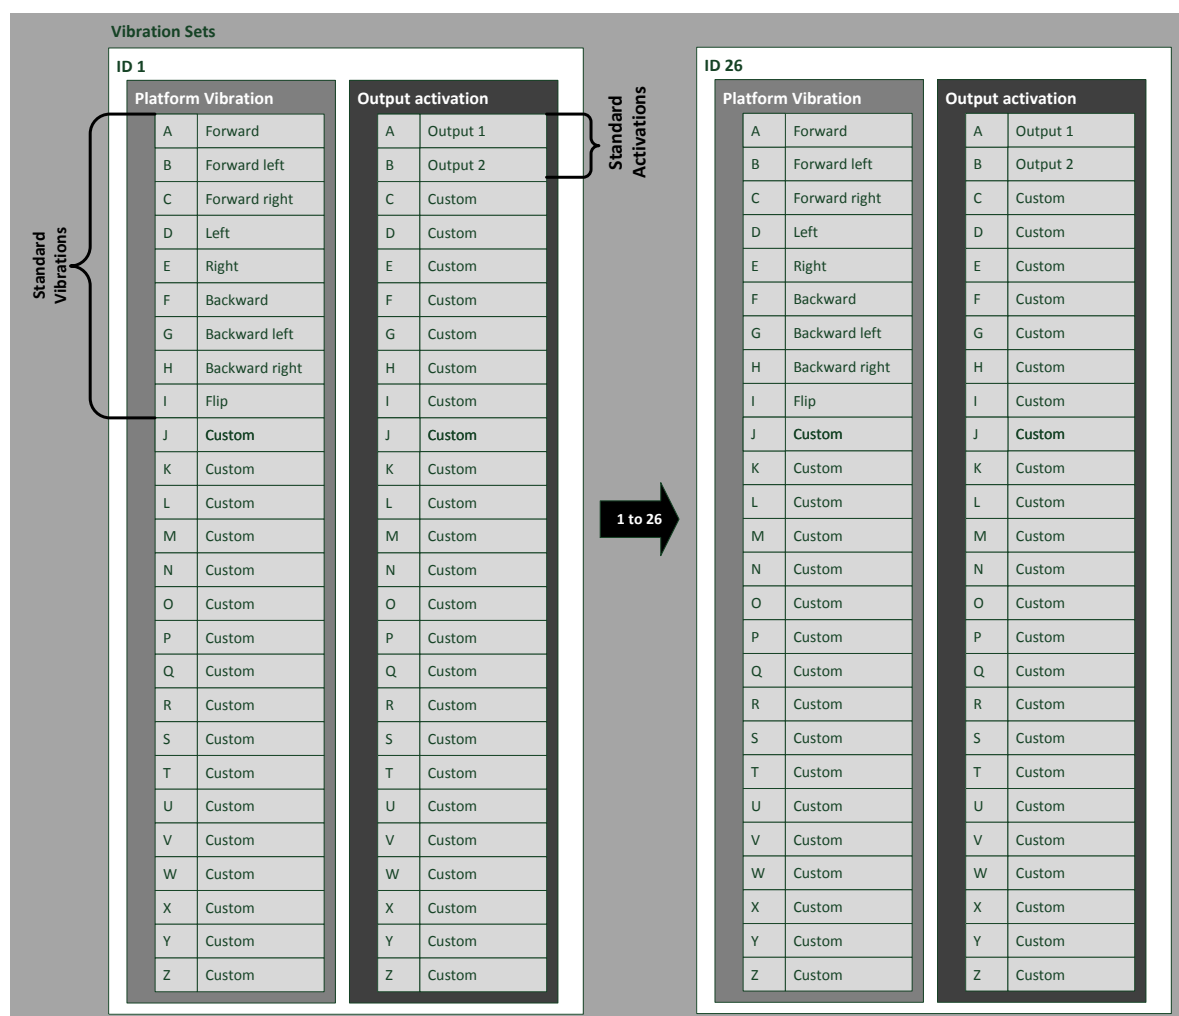 Vibration Sets
ID 1
Platform Vibration
A Forward
B Forward left
C Forward right
D Left
E Right
F Backward
G Backward left
H Backward right
I Flip
J Custom
K Custom
L Custom
M Custom
N Custom
O Custom
P Custom
Q Custom
R Custom
S Custom
T Custom
U Custom
V Custom
W Custom
X Custom
Y Custom
Z Custom
Standard
Vibrations
Output activation
A Output 1
B Output 2
C Custom
D Custom
E Custom
F Custom
G Custom
H Custom
I Custom
J Custom
K Custom
L Custom
M Custom
N Custom
O Custom
P Custom
Q Custom
R Custom
S Custom
T Custom
U Custom
V Custom
W Custom
X Custom
Y Custom
Z Custom
Standard
Activations
1 to 26
ID 26
Platform Vibration
A Forward
B Forward left
C Forward right
D Left
E Right
F Backward
G Backward left
H Backward right
I Flip
J Custom
K Custom
L Custom
M Custom
N Custom
O Custom
P Custom
Q Custom
R Custom
S Custom
T Custom
U Custom
V Custom
W Custom
X Custom
Y Custom
Z Custom
Output activation
A Output 1
B Output 2
C Custom
D Custom
E Custom
F Custom
G Custom
H Custom
I Custom
J Custom
K Custom
L Custom
M Custom
N Custom
O Custom
P Custom
Q Custom
R Custom
S Custom
T Custom
U Custom
V Custom
W Custom
X Custom
Y Custom
Z Custom